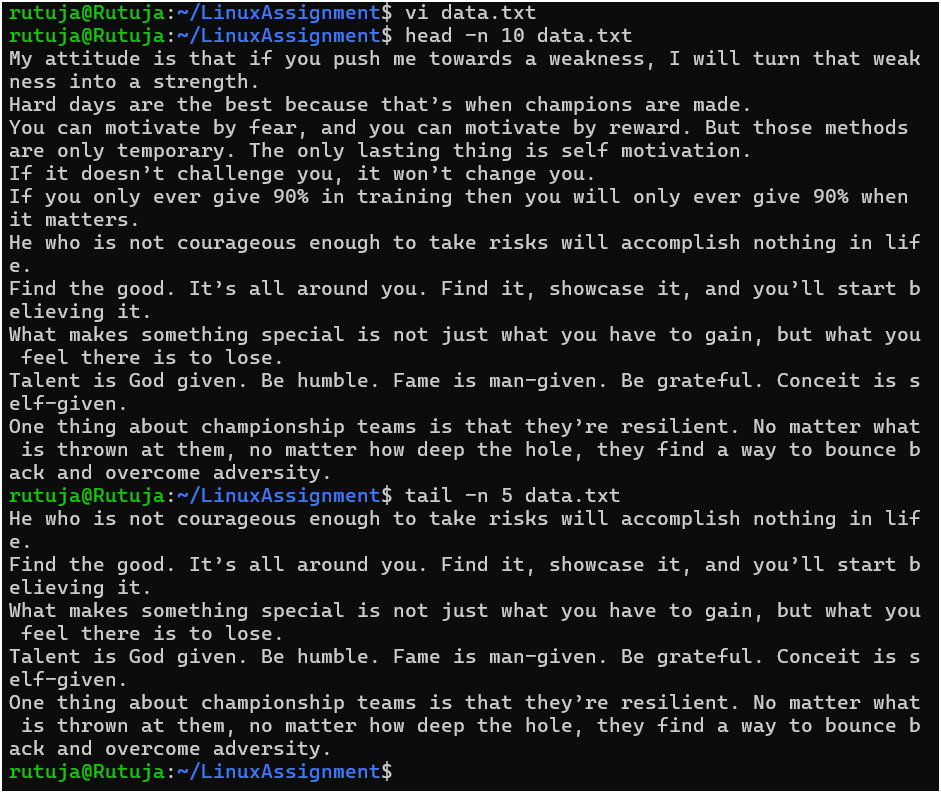 rutuja@Rutuja:~/LinuxAssignment$ vi data.txt
rutuja@Rutuja:~/LinuxAssignment$ head -n 10 data.txt
My attitude is that if you push me towards a weakness, I will turn that weak
ness into a strength.
Hard days are the best because that’s when champions are made.
You can motivate by fear, and you can motivate by reward. But those methods
are only temporary. The only lasting thing is self motivation.
If it doesn’t challenge you, it won’t change you.
If you only ever give 90% in training then you will only ever give 90% when
it matters.
He who is not courageous enough to take risks will accomplish nothing in lif
e.
Find the good. It’s all around you. Find it, showcase it, and you’ll start b
elieving it.
What makes something special is not just what you have to gain, but what you
 feel there is to lose.
Talent is God given. Be humble. Fame is man-given. Be grateful. Conceit is s
elf-given.
One thing about championship teams is that they’re resilient. No matter what
 is thrown at them, no matter how deep the hole, they find a way to bounce b
ack and overcome adversity.
rutuja@Rutuja:~/LinuxAssignment$ tail -n 5 data.txt
He who is not courageous enough to take risks will accomplish nothing in lif
e.
Find the good. It’s all around you. Find it, showcase it, and you’ll start b
elieving it.
What makes something special is not just what you have to gain, but what you
 feel there is to lose.
Talent is God given. Be humble. Fame is man-given. Be grateful. Conceit is s
elf-given.
One thing about championship teams is that they’re resilient. No matter what
 is thrown at them, no matter how deep the hole, they find a way to bounce b
ack and overcome adversity.
rutuja@Rutuja:~/LinuxAssignment$